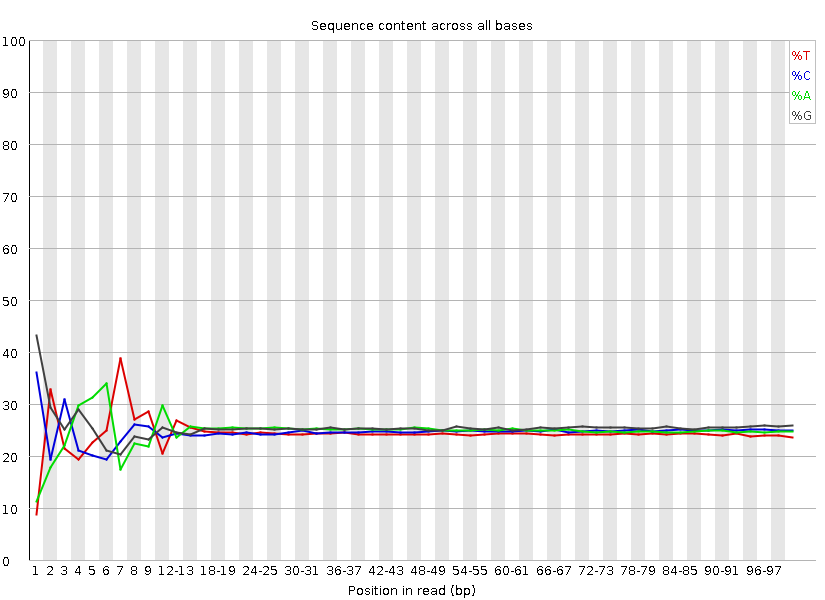 Sequence content across all bases
100
90
80
70
60
50
40
30
20
10
0
%T
%C
%A
%G
1 2 3 4 5 6 7 8 9 12-13 18-19 24-25 30-31 36-37 42-43 48-49 54-55 60-61 66-67 72-73 78-79 84-85 90-91 96-97
Position in read (bp)